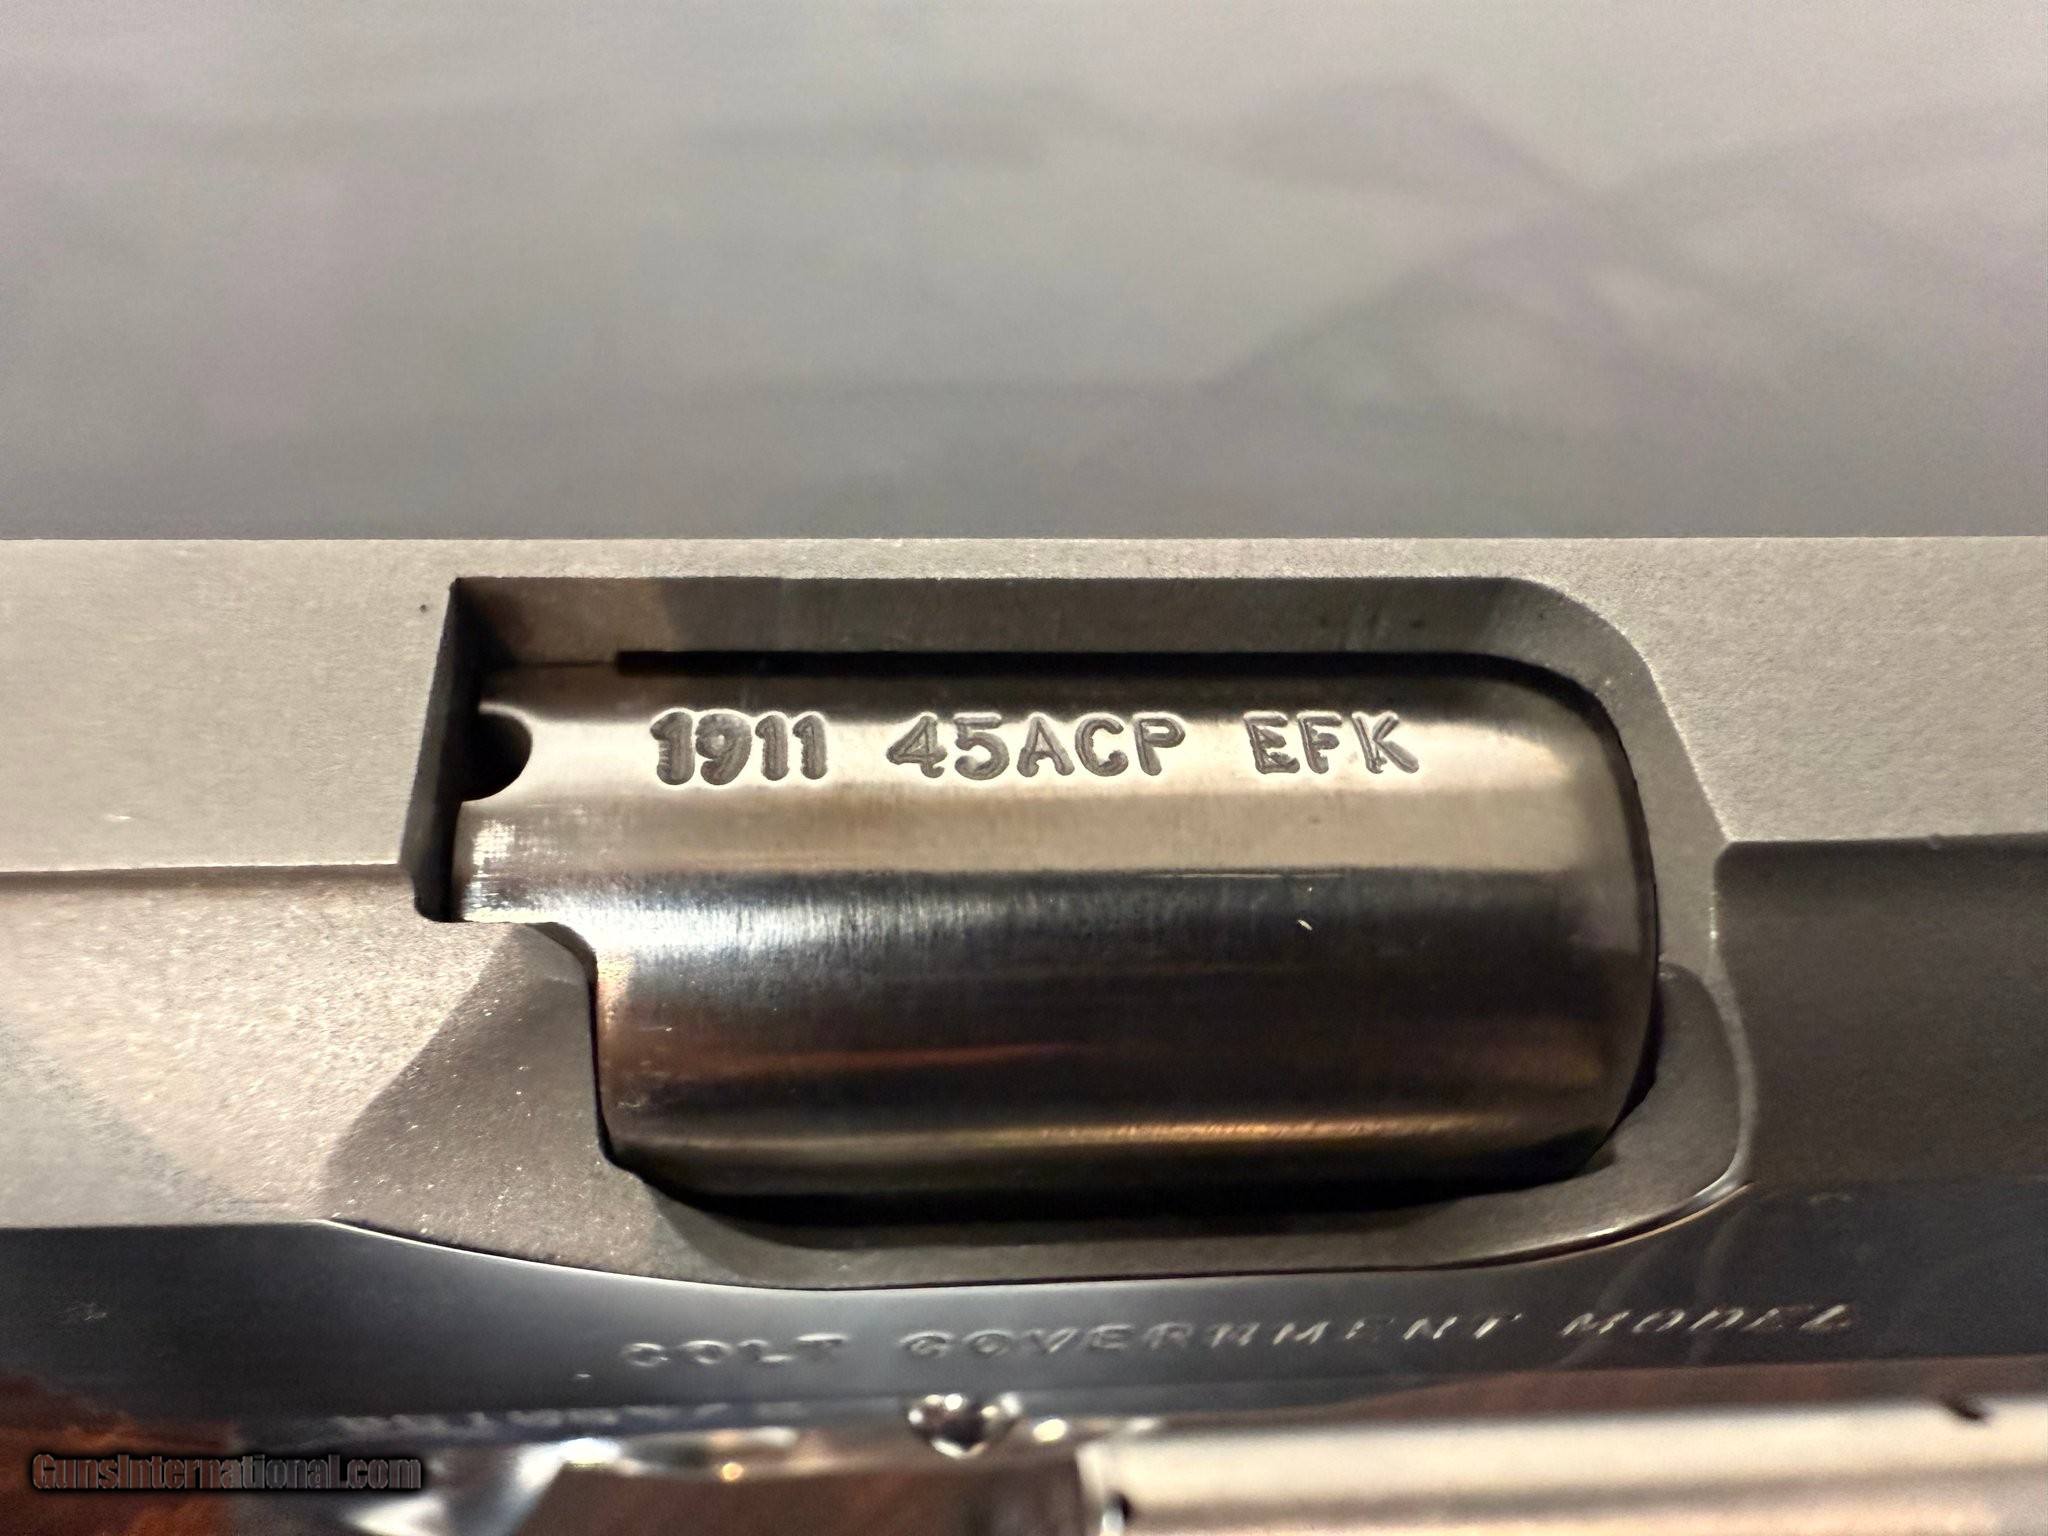 1911 45ACP EFK
COLT GOVERNMENT MODEL
GunsInternational.com